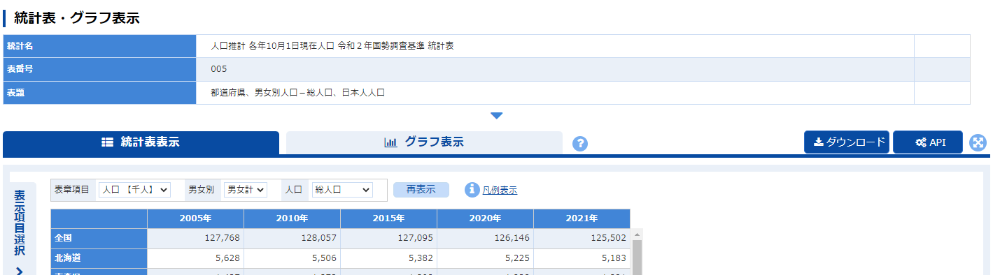 統計表・グラフ表示
統計名 人口推計 各年10月1日現在人口 令和２年国勢調査基準 統計表
表番号 005
表題 都道府県、男女別人口－総人口、日本人人口
統計表表示 グラフ表示 ? ダウンロード API
表示項目選択
表章項目 人口 【千人】 男女別 男女計 人口 総人口 再表示 i 凡例表示
2005年 2010年 2015年 2020年 2021年
全国 127,768 128,057 127,095 126,146 125,502
北海道 5,628 5,506 5,382 5,225 5,183